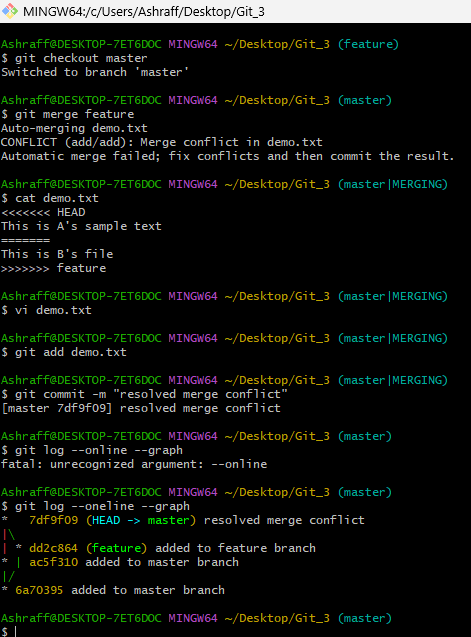 MINGW64:/c/Users/Ashraff/Desktop/Git_3
Ashraff@DESKTOP-7ET6DOC MINGW64 ~/Desktop/Git_3 (feature)
$ git checkout master
Switched to branch 'master'
Ashraff@DESKTOP-7ET6DOC MINGW64 ~/Desktop/Git_3 (master)
$ git merge feature
Auto-merging demo.txt
CONFLICT (add/add): Merge conflict in demo.txt
Automatic merge failed; fix conflicts and then commit the result.
Ashraff@DESKTOP-7ET6DOC MINGW64 ~/Desktop/Git_3 (master|MERGING)
$ cat demo.txt
<<<<<<< HEAD
This is A's sample text
=======
This is B's file
>>>>>>> feature
Ashraff@DESKTOP-7ET6DOC MINGW64 ~/Desktop/Git_3 (master|MERGING)
$ vi demo.txt
Ashraff@DESKTOP-7ET6DOC MINGW64 ~/Desktop/Git_3 (master|MERGING)
$ git add demo.txt
Ashraff@DESKTOP-7ET6DOC MINGW64 ~/Desktop/Git_3 (master|MERGING)
$ git commit -m "resolved merge conflict"
[master 7df9f09] resolved merge conflict
Ashraff@DESKTOP-7ET6DOC MINGW64 ~/Desktop/Git_3 (master)
$ git log --online --graph
fatal: unrecognized argument: --online
Ashraff@DESKTOP-7ET6DOC MINGW64 ~/Desktop/Git_3 (master)
$ git log --oneline --graph
*   7df9f09 (HEAD -> master) resolved merge conflict
|\
| * dd2c864 (feature) added to feature branch
* | ac5f310 added to master branch
|/
* 6a70395 added to master branch
Ashraff@DESKTOP-7ET6DOC MINGW64 ~/Desktop/Git_3 (master)
$